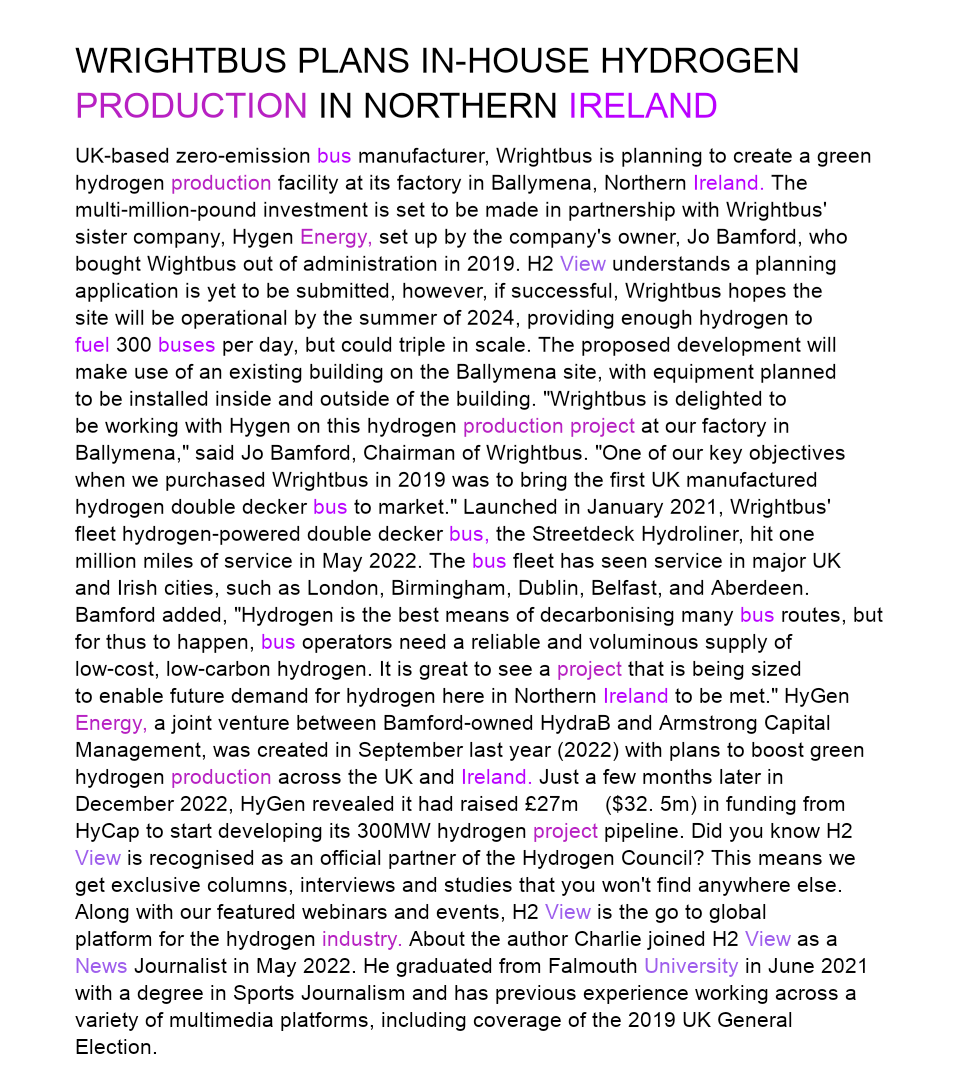 WRIGHTBUS PLANS IN-HOUSE HYDROGEN
PRODUCTION IN NORTHERN IRELAND
UK-based zero-emission bus manufacturer, Wrightbus is planning to create a green
hydrogen production facility at its factory in Ballymena, Northern Ireland. The
multi-million-pound investment is set to be made in partnership with Wrightbus'
sister company, Hygen Energy, set up by the company's owner, Jo Bamford, who
bought Wightbus out of administration in 2019. H2 View understands a planning
application is yet to be submitted, however, if successful, Wrightbus hopes the
site will be operational by the summer of 2024, providing enough hydrogen to
fuel 300 buses per day, but could triple in scale. The proposed development will
make use of an existing building on the Ballymena site, with equipment planned
to be installed inside and outside of the building. "Wrightbus is delighted to
be working with Hygen on this hydrogen production project at our factory in
Ballymena," said Jo Bamford, Chairman of Wrightbus. "One of our key objectives
when we purchased Wrightbus in 2019 was to bring the first UK manufactured
hydrogen double decker bus to market." Launched in January 2021, Wrightbus'
fleet hydrogen-powered double decker bus, the Streetdeck Hydroliner, hit one
million miles of service in May 2022. The bus fleet has seen service in major UK
and Irish cities, such as London, Birmingham, Dublin, Belfast, and Aberdeen.
Bamford added, "Hydrogen is the best means of decarbonising many bus routes, but
for thus to happen, bus operators need a reliable and voluminous supply of
low-cost, low-carbon hydrogen. It is great to see a project that is being sized
to enable future demand for hydrogen here in Northern Ireland to be met." HyGen
Energy, a joint venture between Bamford-owned HydraB and Armstrong Capital
Management, was created in September last year (2022) with plans to boost green
hydrogen production across the UK and Ireland. Just a few months later in
December 2022, HyGen revealed it had raised £27m ($32. 5m) in funding from
HyCap to start developing its 300MW hydrogen project pipeline. Did you know H2
View is recognised as an official partner of the Hydrogen Council? This means we
get exclusive columns, interviews and studies that you won't find anywhere else.
Along with our featured webinars and events, H2 View is the go to global
platform for the hydrogen industry. About the author Charlie joined H2 View as a
News Journalist in May 2022. He graduated from Falmouth University in June 2021
with a degree in Sports Journalism and has previous experience working across a
variety of multimedia platforms, including coverage of the 2019 UK General
Election.